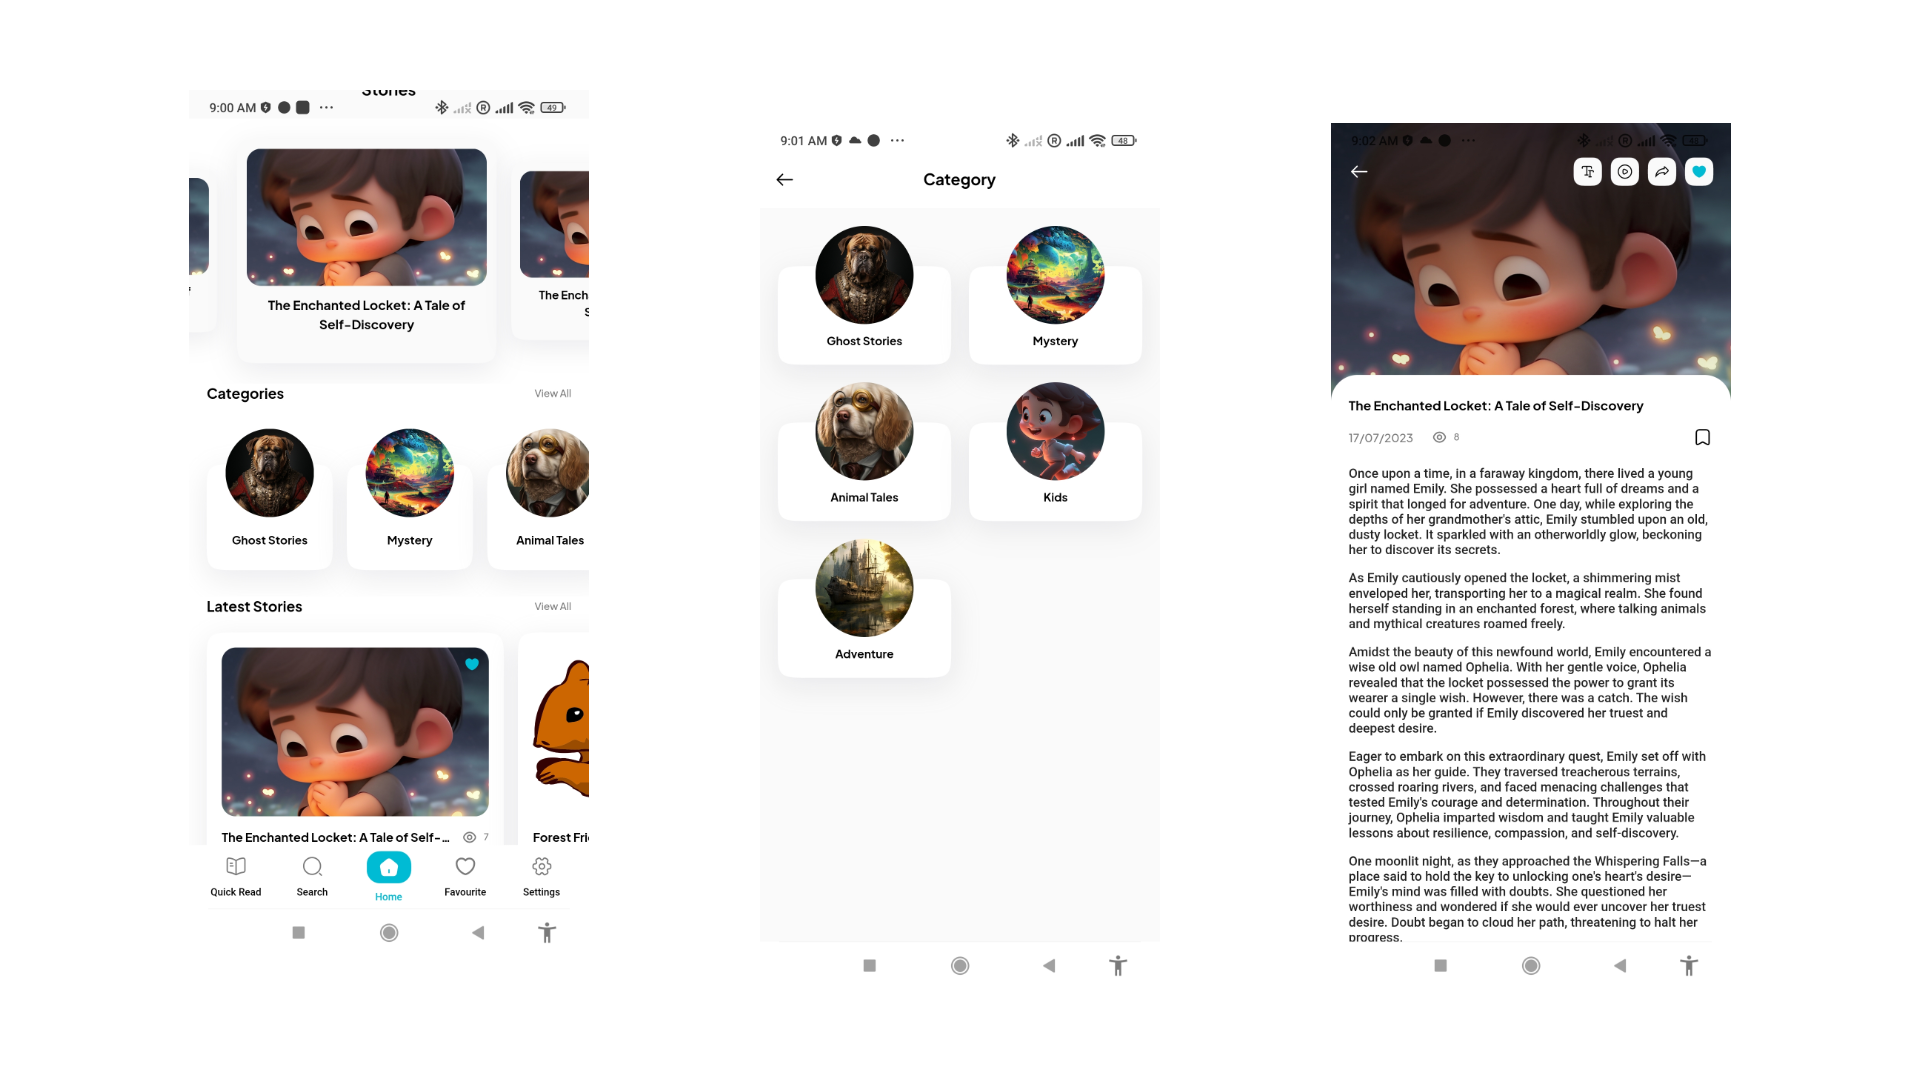 Stories
9:00 AM
49
The Enchanted Locket: A Tale of
Self-Discovery
The Ench
S
Categories
View All
Ghost Stories
Mystery
Animal Tales
Latest Stories
View All
The Enchanted Locket: A Tale of Self-...
7
Forest Fri
Quick Read
Search
Home
Favourite
Settings
9:01 AM
R
48
Category
Ghost Stories
Mystery
Animal Tales
Kids
Adventure
9:02 AM
The Enchanted Locket: A Tale of Self-Discovery
17/07/2023
8
Once upon a time, in a faraway kingdom, there lived a young
girl named Emily. She possessed a heart full of dreams and a
spirit that longed for adventure. One day, while exploring the
depths of her grandmother's attic, Emily stumbled upon an old,
dusty locket. It sparkled with an otherworldly glow, beckoning
her to discover its secrets.
As Emily cautiously opened the locket, a shimmering mist
enveloped her, transporting her to a magical realm. She found
herself standing in an enchanted forest, where talking animals
and mythical creatures roamed freely.
Amidst the beauty of this newfound world, Emily encountered a
wise old owl named Ophelia. With her gentle voice, Ophelia
revealed that the locket possessed the power to grant its
wearer a single wish. However, there was a catch. The wish
could only be granted if Emily discovered her truest and
deepest desire.
Eager to embark on this extraordinary quest, Emily set off with
Ophelia as her guide. They traversed treacherous terrains,
crossed roaring rivers, and faced menacing challenges that
tested Emily's courage and determination. Throughout their
journey, Ophelia imparted wisdom and taught Emily valuable
lessons about resilience, compassion, and self-discovery.
One moonlit night, as they approached the Whispering Falls—a
place said to hold the key to unlocking one's heart's desire—
Emily's mind was filled with doubts. She questioned her
worthiness and wondered if she would ever uncover her truest
desire. Doubt began to cloud her path, threatening to halt her
progress.